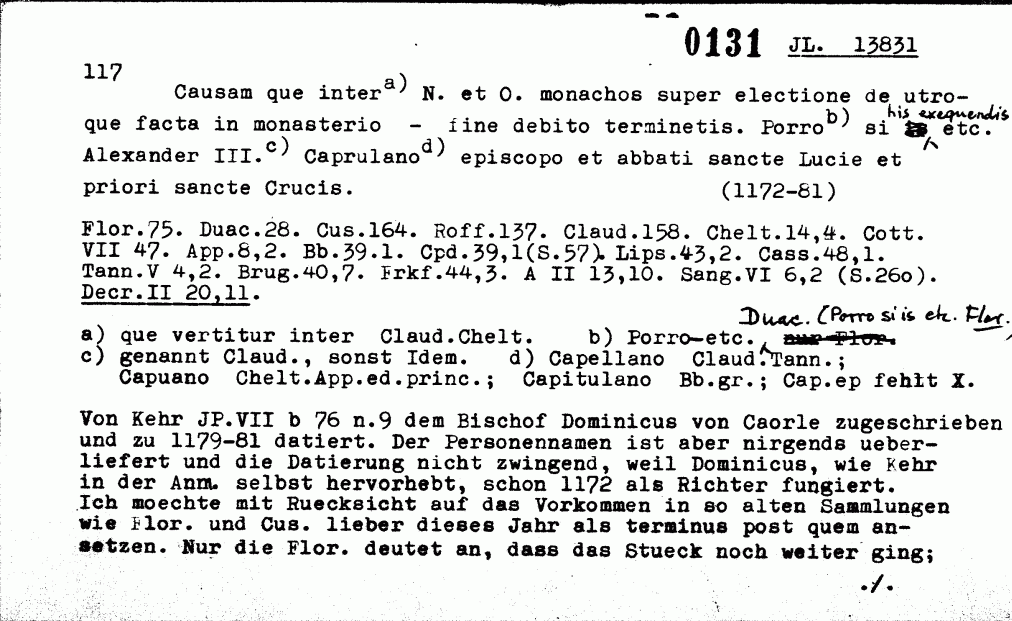 0131 JL. 13831
117
Causam que inter a) N. et O. monachos super electione de utro-
que facta in monasterio - fine debito terminetis. Porro b) si his exequendis etc.
Alexander III. c) Caprulano d) episcopo et abbati sancte Lucie et
priori sancte Crucis. (1172-81)
Flor.75. Duac.28. Cus.164. Roff.137. Claud.158. Chelt.14,4. Cott.
VII 47. App.8,2. Bb.39.1. Cpd.39,1(S.57). Lips.43,2. Cass.48,1.
Tann.V 4,2. Brug.40,7. Frkf.44,3. A II 13,10. Sang.VI 6,2 (S.26o).
Decr.II 20,11.
Duac. (Porro si is etc. Flor.)
a) que vertitur inter Claud.Chelt. b) Porro-etc. nur Flor.
c) genannt Claud., sonst Idem. d) Capellano Claud.Tann.;
Capuano Chelt.App.ed.princ.; Capitulano Bb.gr.; Cap.ep fehlt X.
Von Kehr JP.VII b 76 n.9 dem Bischof Dominicus von Caorle zugeschrieben
und zu 1179-81 datiert. Der Personennamen ist aber nirgends ueber-
liefert und die Datierung nicht zwingend, weil Dominicus, wie Kehr
in der Anm. selbst hervorhebt, schon 1172 als Richter fungiert.
Ich moechte mit Ruecksicht auf das Vorkommen in so alten Sammlungen
wie Flor. und Cus. lieber dieses Jahr als terminus post quem an-
setzen. Nur die Flor. deutet an, dass das Stueck noch weiter ging;
./.